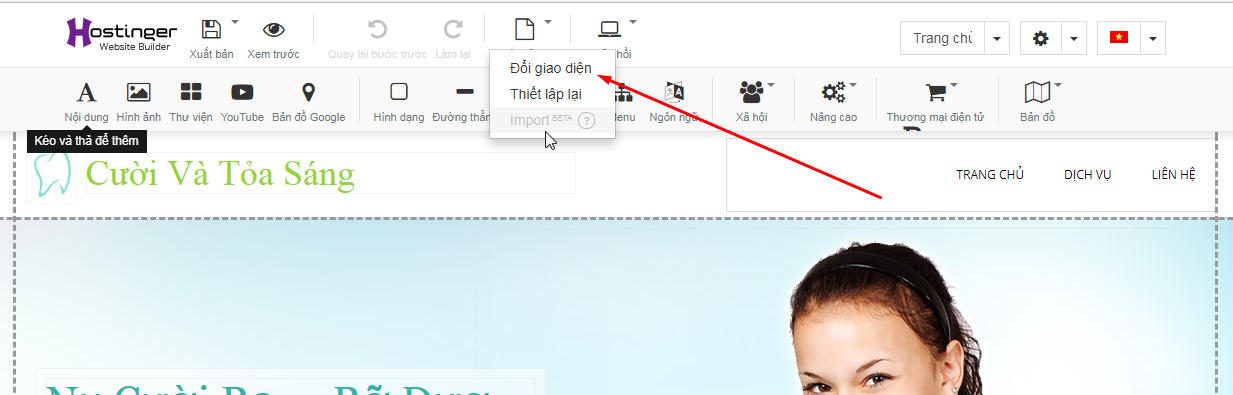 Hostinger
Website Builder
Xuất bản
Xem trước
Quay lại bước trước
Làm lại
hồi
Trang chủ
Đổi giao diện
Thiết lập lại
Import BETA ?
Nội dung
Hình ảnh
Thư viện
YouTube
Bản đồ Google
Hình dạng
Đường thẳn
Menu
Ngôn ngữ
Xã hội
Nâng cao
Thương mại điện tử
Bản đồ
Kéo và thả để thêm
Cười Và Tỏa Sáng
TRANG CHỦ
DỊCH VỤ
LIÊN HỆ